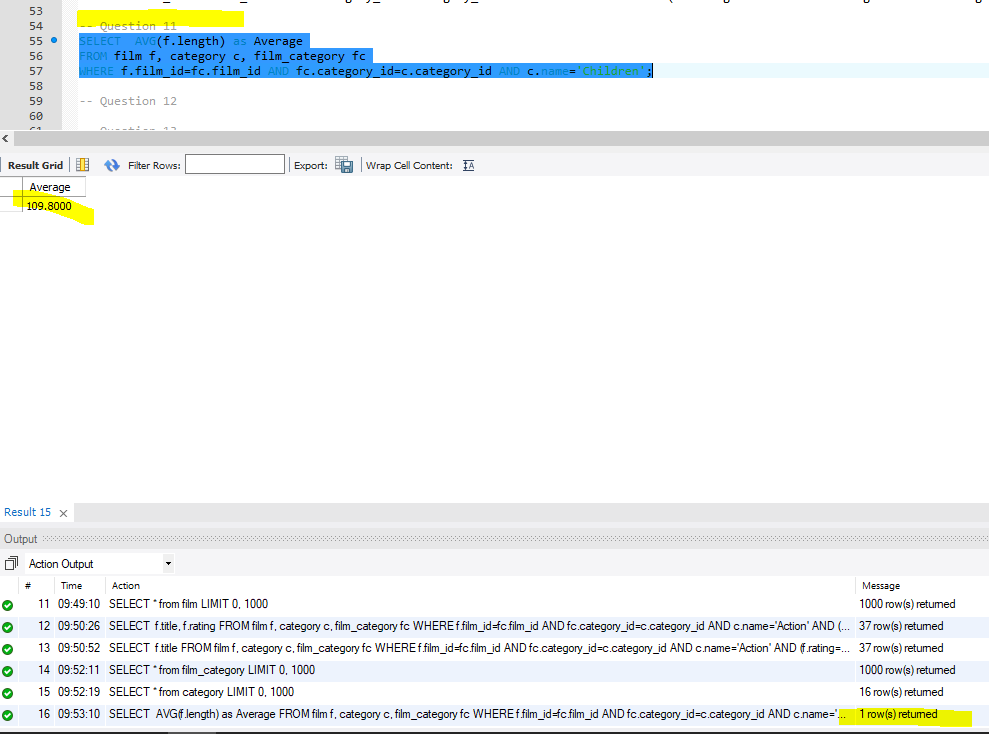 53
54 -- Question 11
55 SELECT AVG(f.length) as Average
56 FROM film f, category c, film_category fc
57 WHERE f.film_id=fc.film_id AND fc.category_id=c.category_id AND c.name='Children';
58
59 -- Question 12
60
61 -- Question 13
Result Grid Filter Rows: Export: Wrap Cell Content:
Average
109.8000
Result 15
Output
Action Output
# Time Action Message
11 09:49:10 SELECT * from film LIMIT 0, 1000 1000 row(s) returned
12 09:50:26 SELECT f.title, f.rating FROM film f, category c, film_category fc WHERE f.film_id=fc.film_id AND fc.category_id=c.category_id AND c.name='Action' AND (... 37 row(s) returned
13 09:50:52 SELECT f.title FROM film f, category c, film_category fc WHERE f.film_id=fc.film_id AND fc.category_id=c.category_id AND c.name='Action' AND (f.rating=... 37 row(s) returned
14 09:52:11 SELECT * from film_category LIMIT 0, 1000 1000 row(s) returned
15 09:52:19 SELECT * from category LIMIT 0, 1000 16 row(s) returned
16 09:53:10 SELECT AVG(f.length) as Average FROM film f, category c, film_category fc WHERE f.film_id=fc.film_id AND fc.category_id=c.category_id AND c.name='... 1 row(s) returned